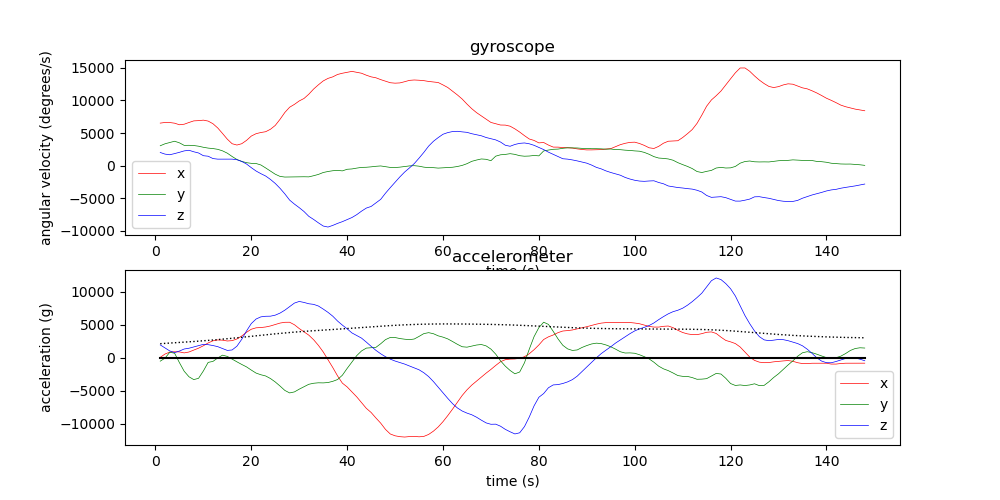 gyroscope
angular velocity (degrees/s)
15000
10000
5000
0
−5000
−10000
x
y
z
0 20 40 60 80 100 120 140
time (s)
accelerometer
acceleration (g)
10000
5000
0
−5000
−10000
x
y
z
0 20 40 60 80 100 120 140
time (s)